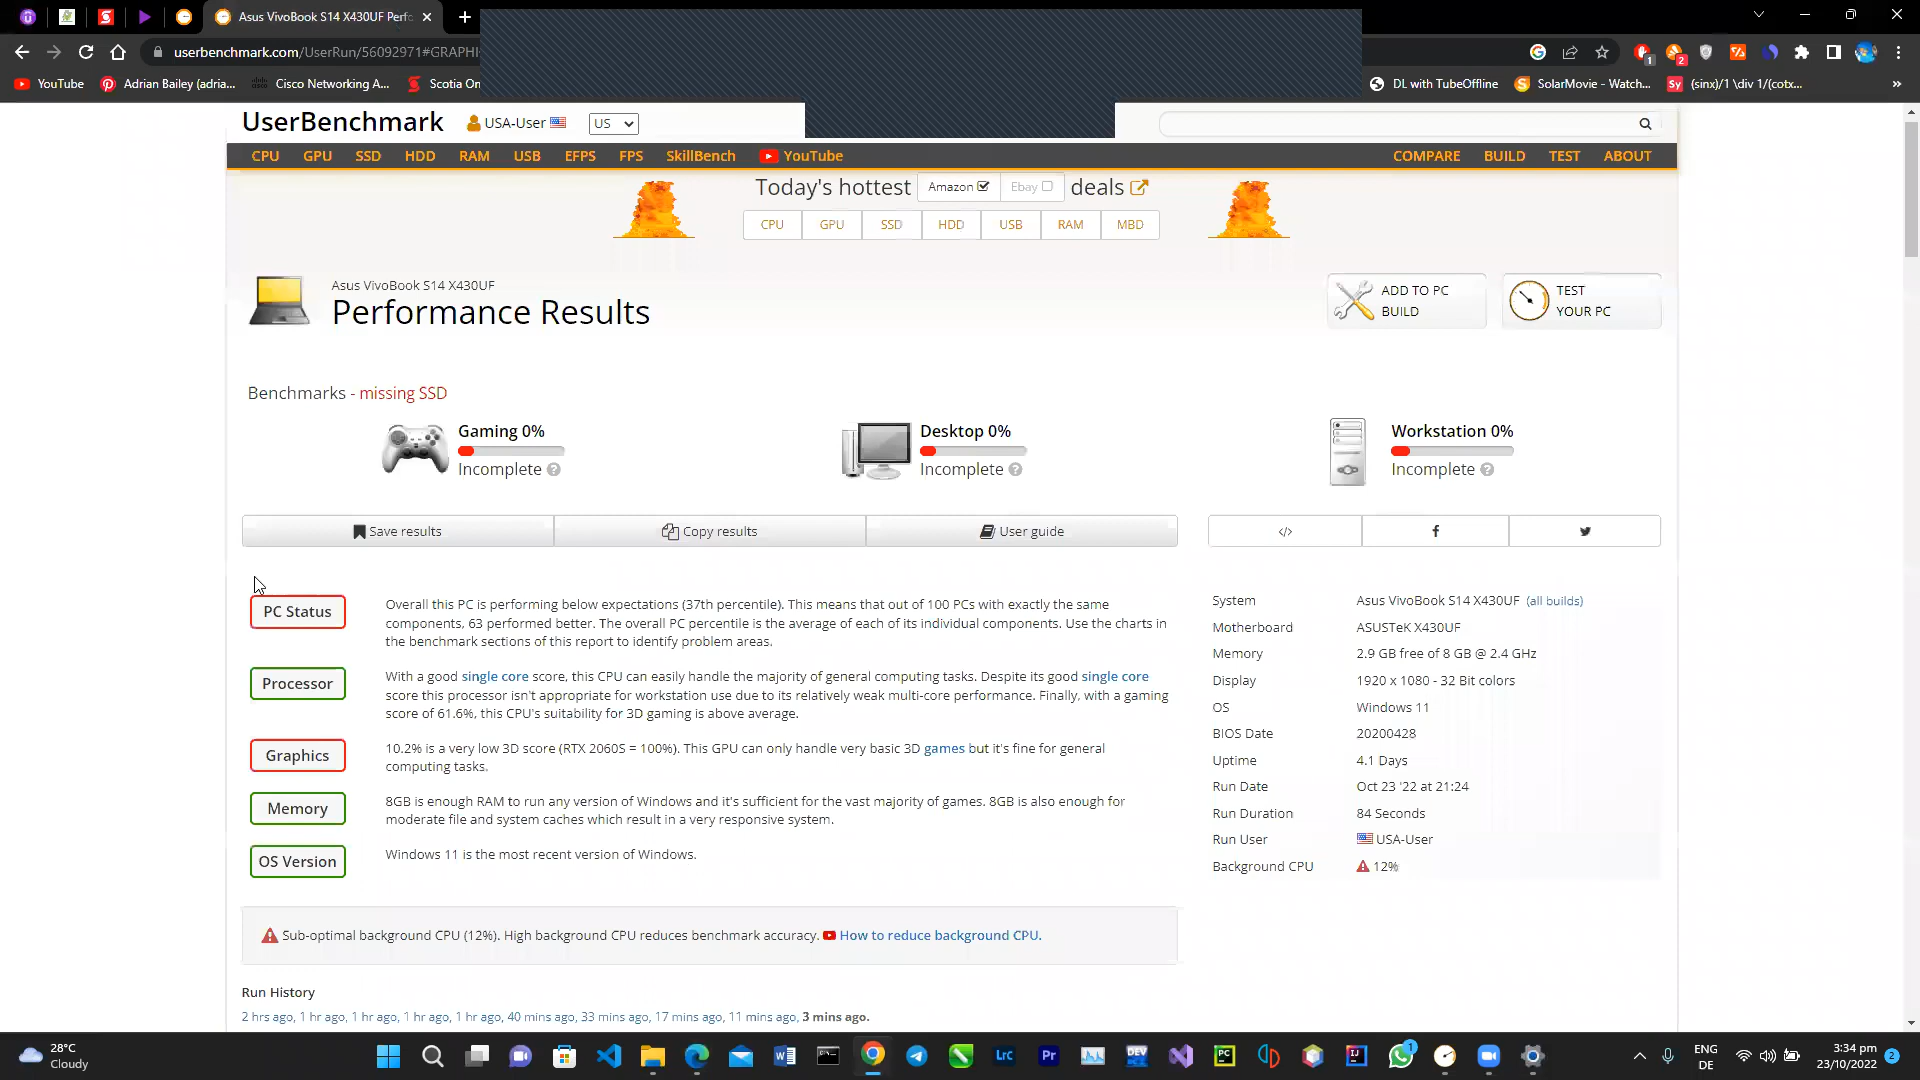 Asus VivoBook S14 X430UF Perfo
userbenchmark.com/UserRun/56092971#GRAPHI
1
2
YouTube
Adrian Bailey (adria...
Cisco Networking A...
Scotia On
DL with TubeOffline
SolarMovie - Watch...
Sy
(sinx)/1 \div 1/(cotx...
»
UserBenchmark
USA-User
US
CPU GPU SSD HDD RAM USB EFPS FPS SkillBench YouTube
COMPARE BUILD TEST ABOUT
Today's hottest Amazon Ebay deals
CPU GPU SSD HDD USB RAM MBD
Asus VivoBook S14 X430UF
Performance Results
ADD TO PC
BUILD
TEST
YOUR PC
Benchmarks - missing SSD
Gaming 0%
Incomplete ?
Desktop 0%
Incomplete ?
Workstation 0%
Incomplete ?
Save results
Copy results
User guide
</>
PC Status
Overall this PC is performing below expectations (37th percentile). This means that out of 100 PCs with exactly the same
components, 63 performed better. The overall PC percentile is the average of each of its individual components. Use the charts in
the benchmark sections of this report to identify problem areas.
Processor
With a good single core score, this CPU can easily handle the majority of general computing tasks. Despite its good single core
score this processor isn't appropriate for workstation use due to its relatively weak multi-core performance. Finally, with a gaming
score of 61.6%, this CPU's suitability for 3D gaming is above average.
Graphics
10.2% is a very low 3D score (RTX 2060S = 100%). This GPU can only handle very basic 3D games but it's fine for general
computing tasks.
Memory
8GB is enough RAM to run any version of Windows and it's sufficient for the vast majority of games. 8GB is also enough for
moderate file and system caches which result in a very responsive system.
OS Version
Windows 11 is the most recent version of Windows.
System Asus VivoBook S14 X430UF (all builds)
Motherboard ASUSTeK X430UF
Memory 2.9 GB free of 8 GB @ 2.4 GHz
Display 1920 x 1080 - 32 Bit colors
OS Windows 11
BIOS Date 20200428
Uptime 4.1 Days
Run Date Oct 23 '22 at 21:24
Run Duration 84 Seconds
Run User USA-User
Background CPU 12%
Sub-optimal background CPU (12%). High background CPU reduces benchmark accuracy. How to reduce background CPU.
Run History
2 hrs ago, 1 hr ago, 1 hr ago, 1 hr ago, 1 hr ago, 40 mins ago, 33 mins ago, 17 mins ago, 11 mins ago, 3 mins ago.
28°C
Cloudy
Lrc
Pr
DEV
PC
IJ
1
ENG
DE
3:34 pm
23/10/2022
2